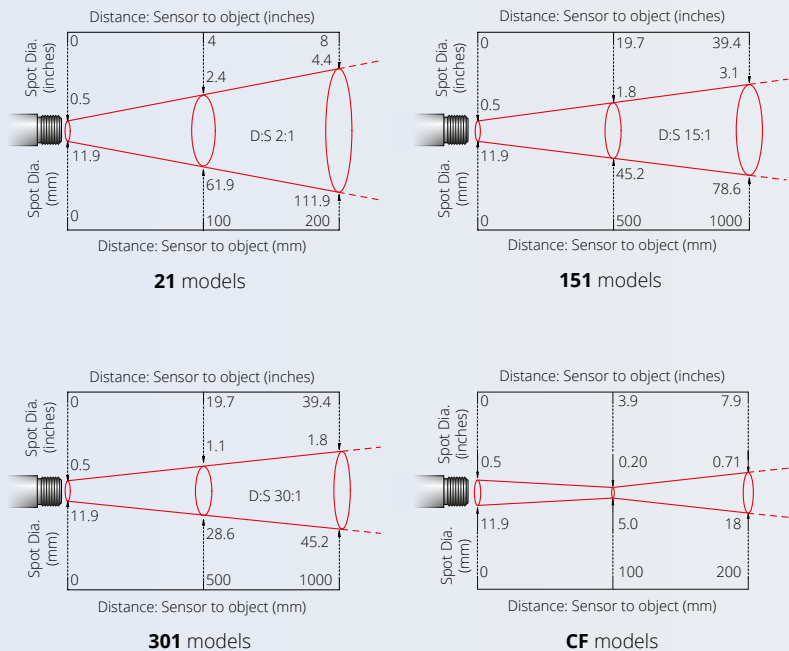 Distance: Sensor to object (inches)
0 4 8
Spot Dia.
(inches)
0.5 2.4 4.4
D:S 2:1
11.9 61.9 111.9
Spot Dia.
(mm)
0 100 200
Distance: Sensor to object (mm)
21 models
Distance: Sensor to object (inches)
0 19.7 39.4
Spot Dia.
(inches)
0.5 1.8 3.1
D:S 15:1
11.9 45.2 78.6
Spot Dia.
(mm)
0 500 1000
Distance: Sensor to object (mm)
151 models
Distance: Sensor to object (inches)
0 19.7 39.4
Spot Dia.
(inches)
0.5 1.1 1.8
D:S 30:1
11.9 28.6 45.2
Spot Dia.
(mm)
0 500 1000
Distance: Sensor to object (mm)
301 models
Distance: Sensor to object (inches)
0 3.9 7.9
Spot Dia.
(inches)
0.5 0.20 0.71
11.9 5.0 18
Spot Dia.
(mm)
0 100 200
Distance: Sensor to object (mm)
CF models